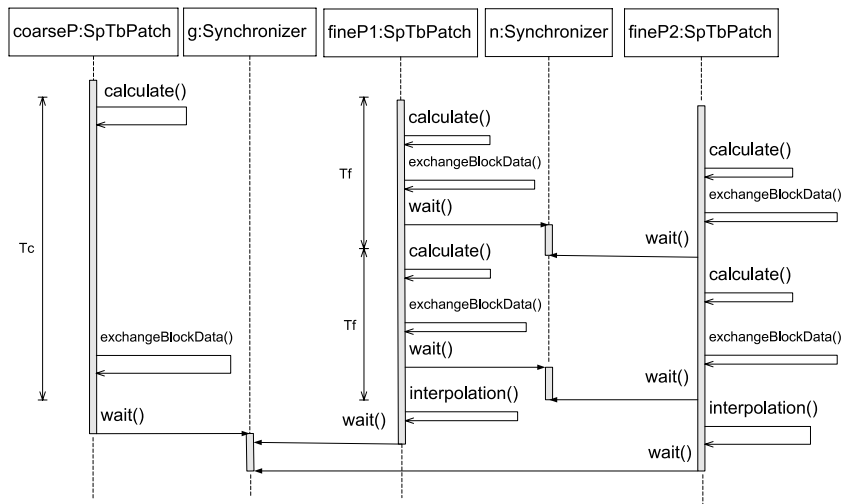 coarseP:SpTbPatch
g:Synchronizer
fineP1:SpTbPatch
n:Synchronizer
fineP2:SpTbPatch
calculate()
calculate()
calculate()
exchangeBlockData()
Tf
exchangeBlockData()
wait()
wait()
Tc
calculate()
calculate()
exchangeBlockData()
Tf
exchangeBlockData()
exchangeBlockData()
wait()
wait()
interpolation()
wait()
wait()
interpolation()
wait()